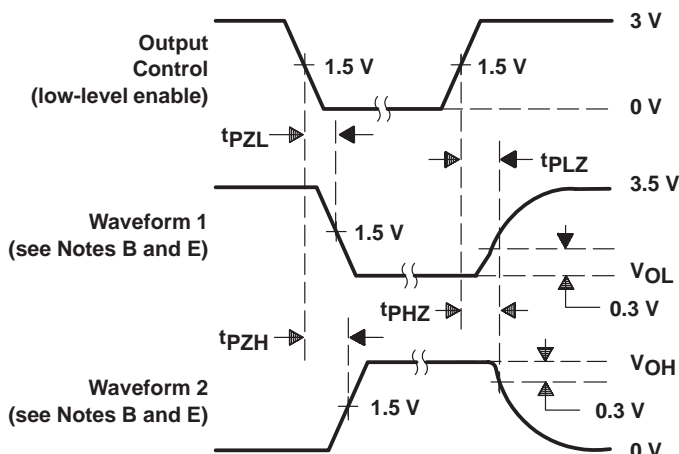 3 V
Output
Control
(low-level enable)
1.5 V
1.5 V
0 V
tPZL
tPLZ
3.5 V
Waveform 1
(see Notes B and E)
1.5 V
VOL
0.3 V
tPHZ
tPZH
VOH
Waveform 2
(see Notes B and E)
1.5 V
0.3 V
0 V